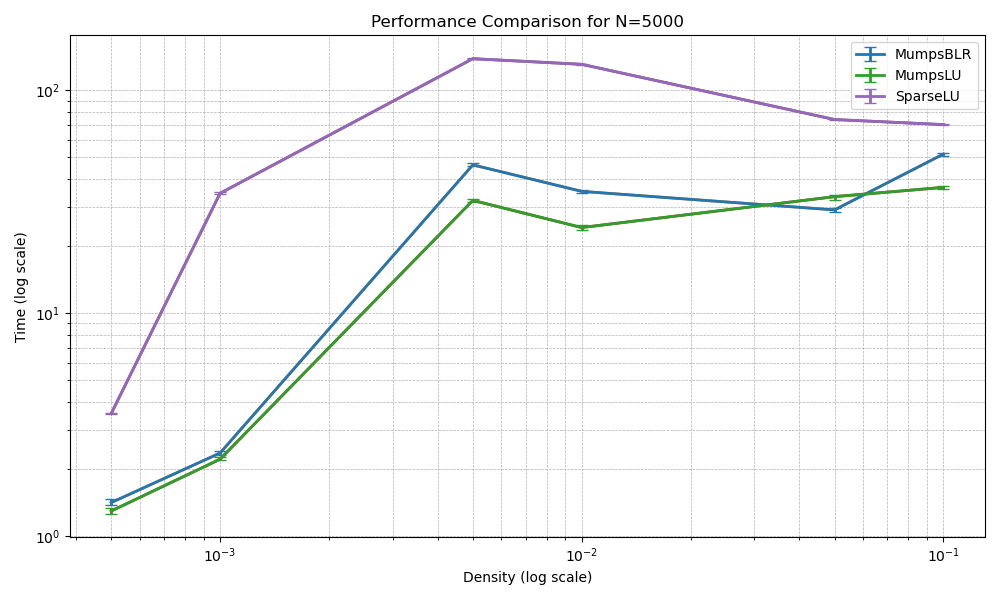 Performance Comparison for N=5000
MumpsBLR
MumpsLU
SparseLU
Time (log scale)
10²
10¹
10⁰
10⁻³
10⁻²
10⁻¹
Density (log scale)